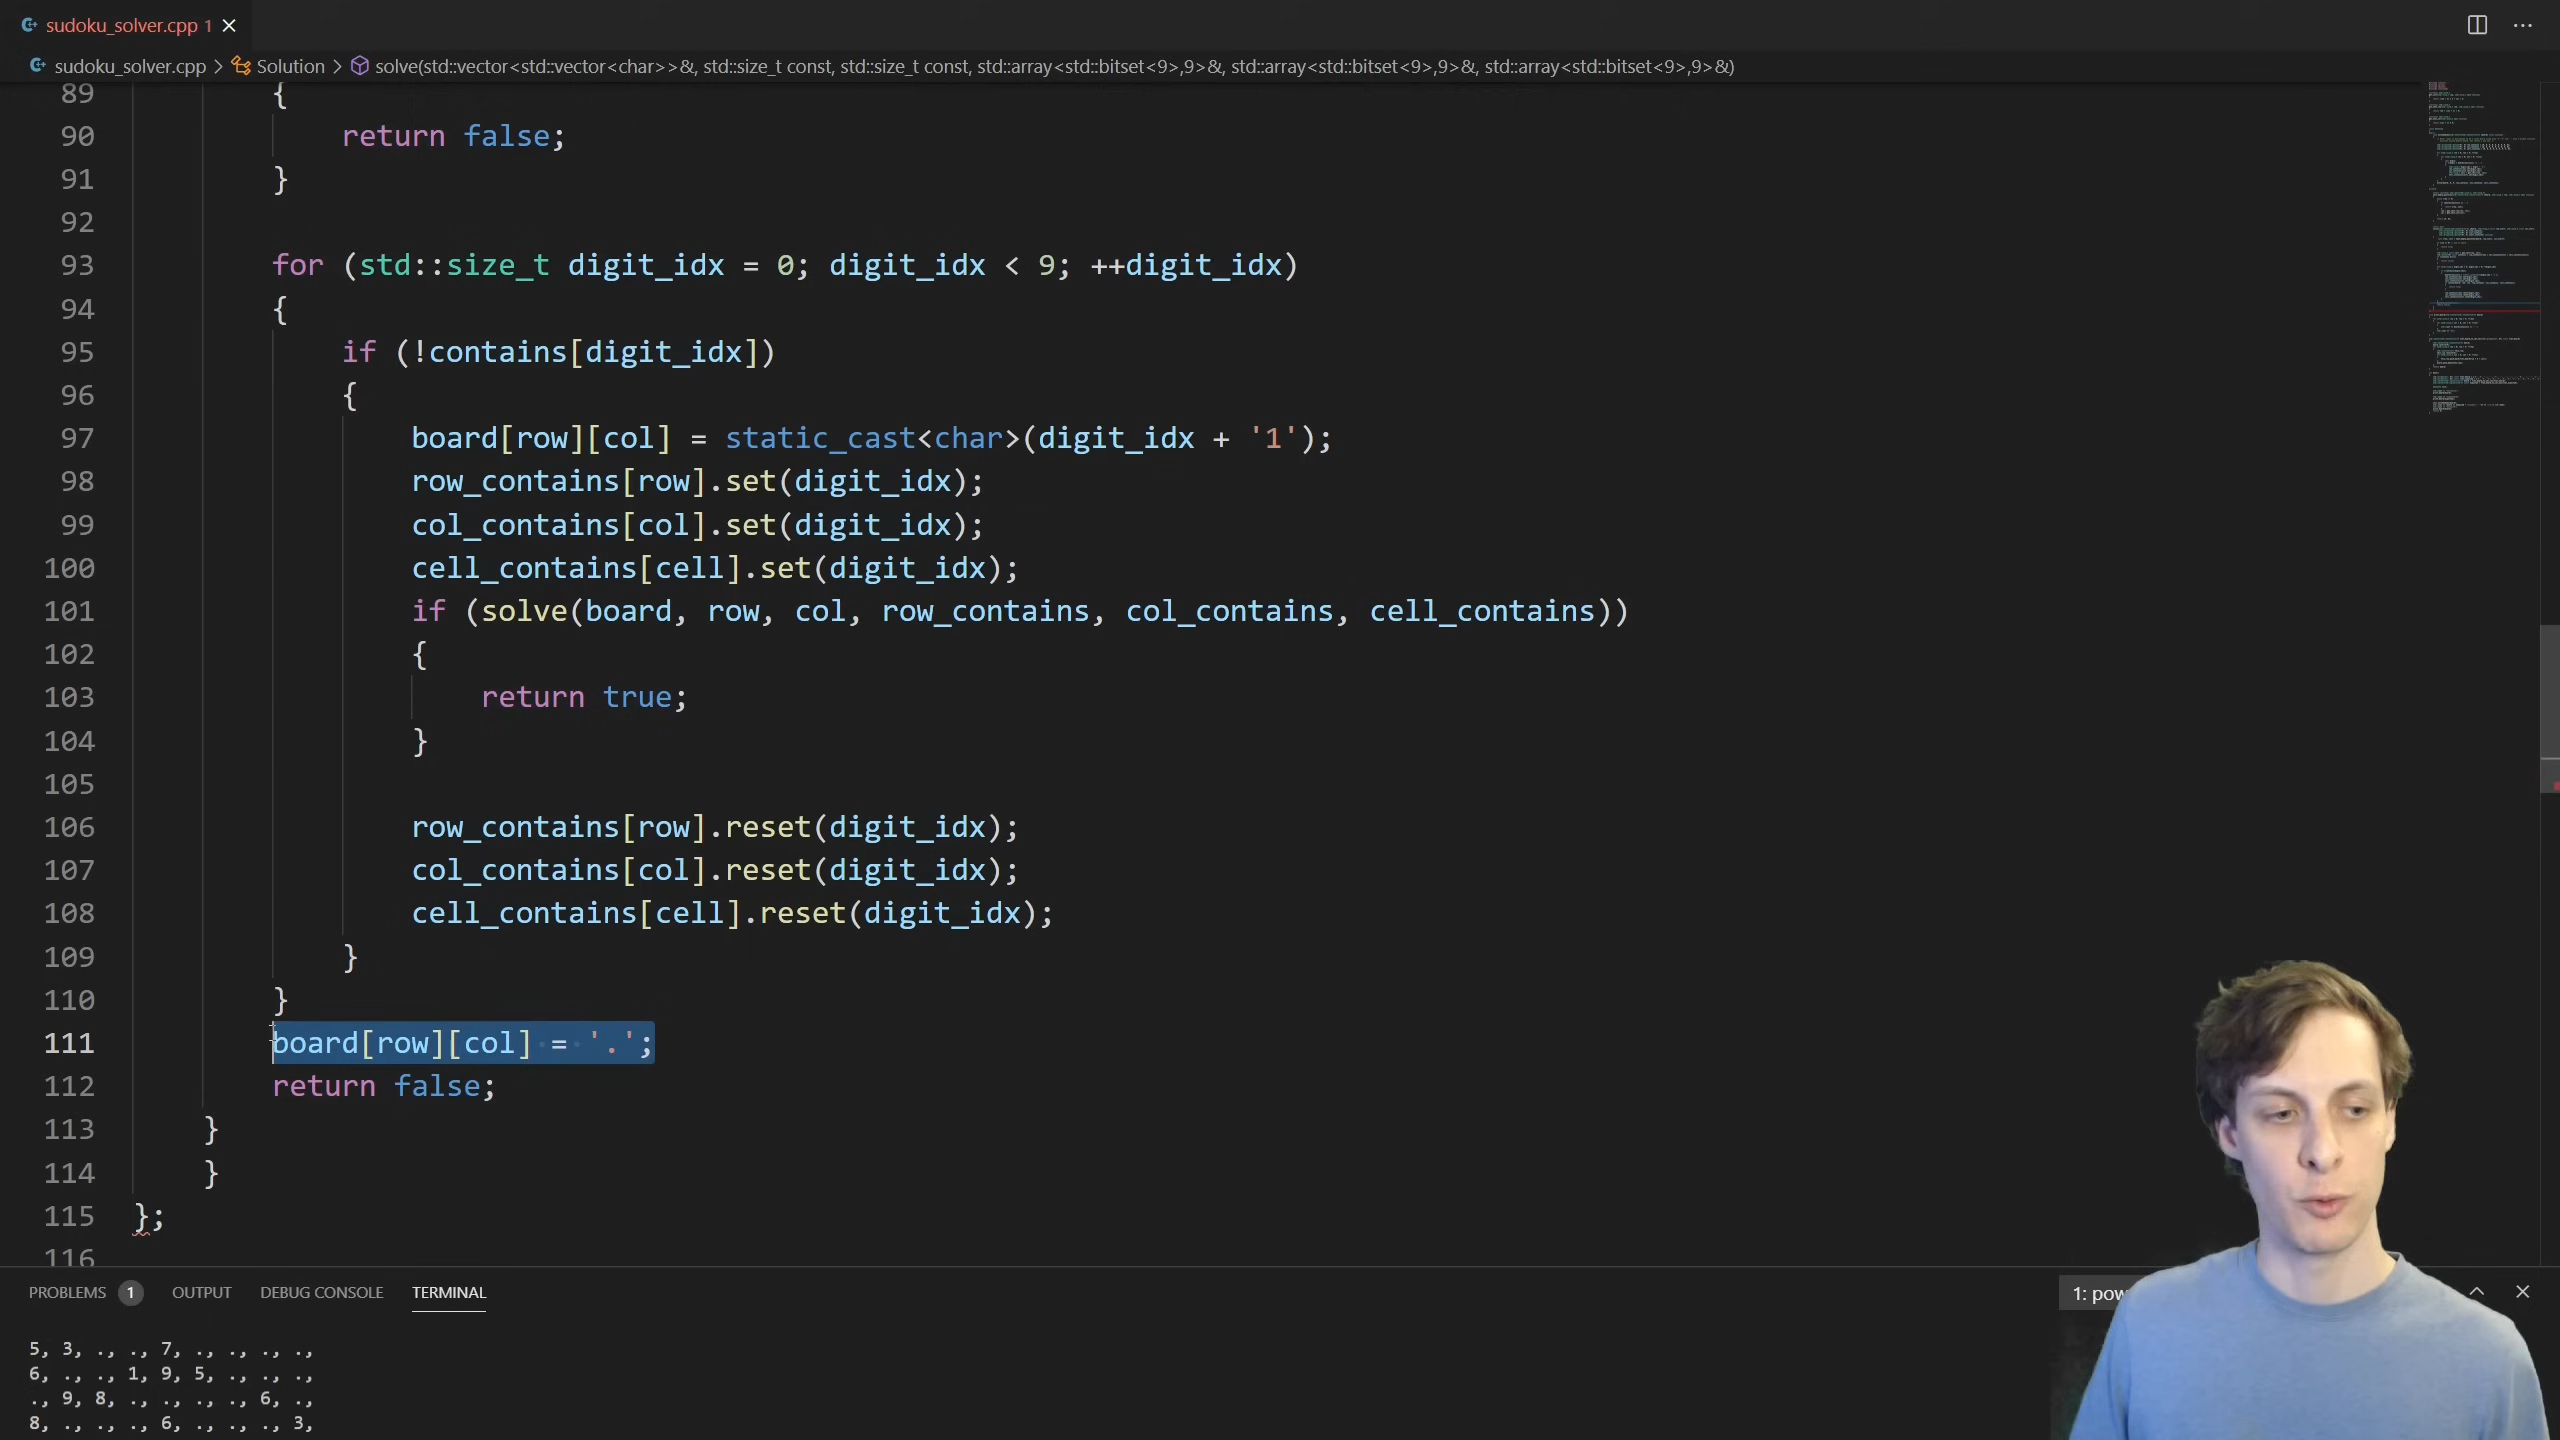 sudoku_solver.cpp 1
sudoku_solver.cpp > Solution > solve(std::vector<std::vector<char>>&, std::size_t const, std::size_t const, std::array<std::bitset<9>,9>&, std::array<std::bitset<9>,9>&, std::array<std::bitset<9>,9>&)
89 {
90 return false;
91 }
92
93 for (std::size_t digit_idx = 0; digit_idx < 9; ++digit_idx)
94 {
95 if (!contains[digit_idx])
96 {
97 board[row][col] = static_cast<char>(digit_idx + '1');
98 row_contains[row].set(digit_idx);
99 col_contains[col].set(digit_idx);
100 cell_contains[cell].set(digit_idx);
101 if (solve(board, row, col, row_contains, col_contains, cell_contains))
102 {
103 return true;
104 }
105
106 row_contains[row].reset(digit_idx);
107 col_contains[col].reset(digit_idx);
108 cell_contains[cell].reset(digit_idx);
109 }
110 }
111 board[row][col] = '.';
112 return false;
113 }
114 }
115 };
116
PROBLEMS 1 OUTPUT DEBUG CONSOLE TERMINAL 1: pow
5, 3, ., ., 7, ., ., ., .,
6, ., ., 1, 9, 5, ., ., .,
., 9, 8, ., ., ., ., 6, .,
8, ., ., ., 6, ., ., ., 3,